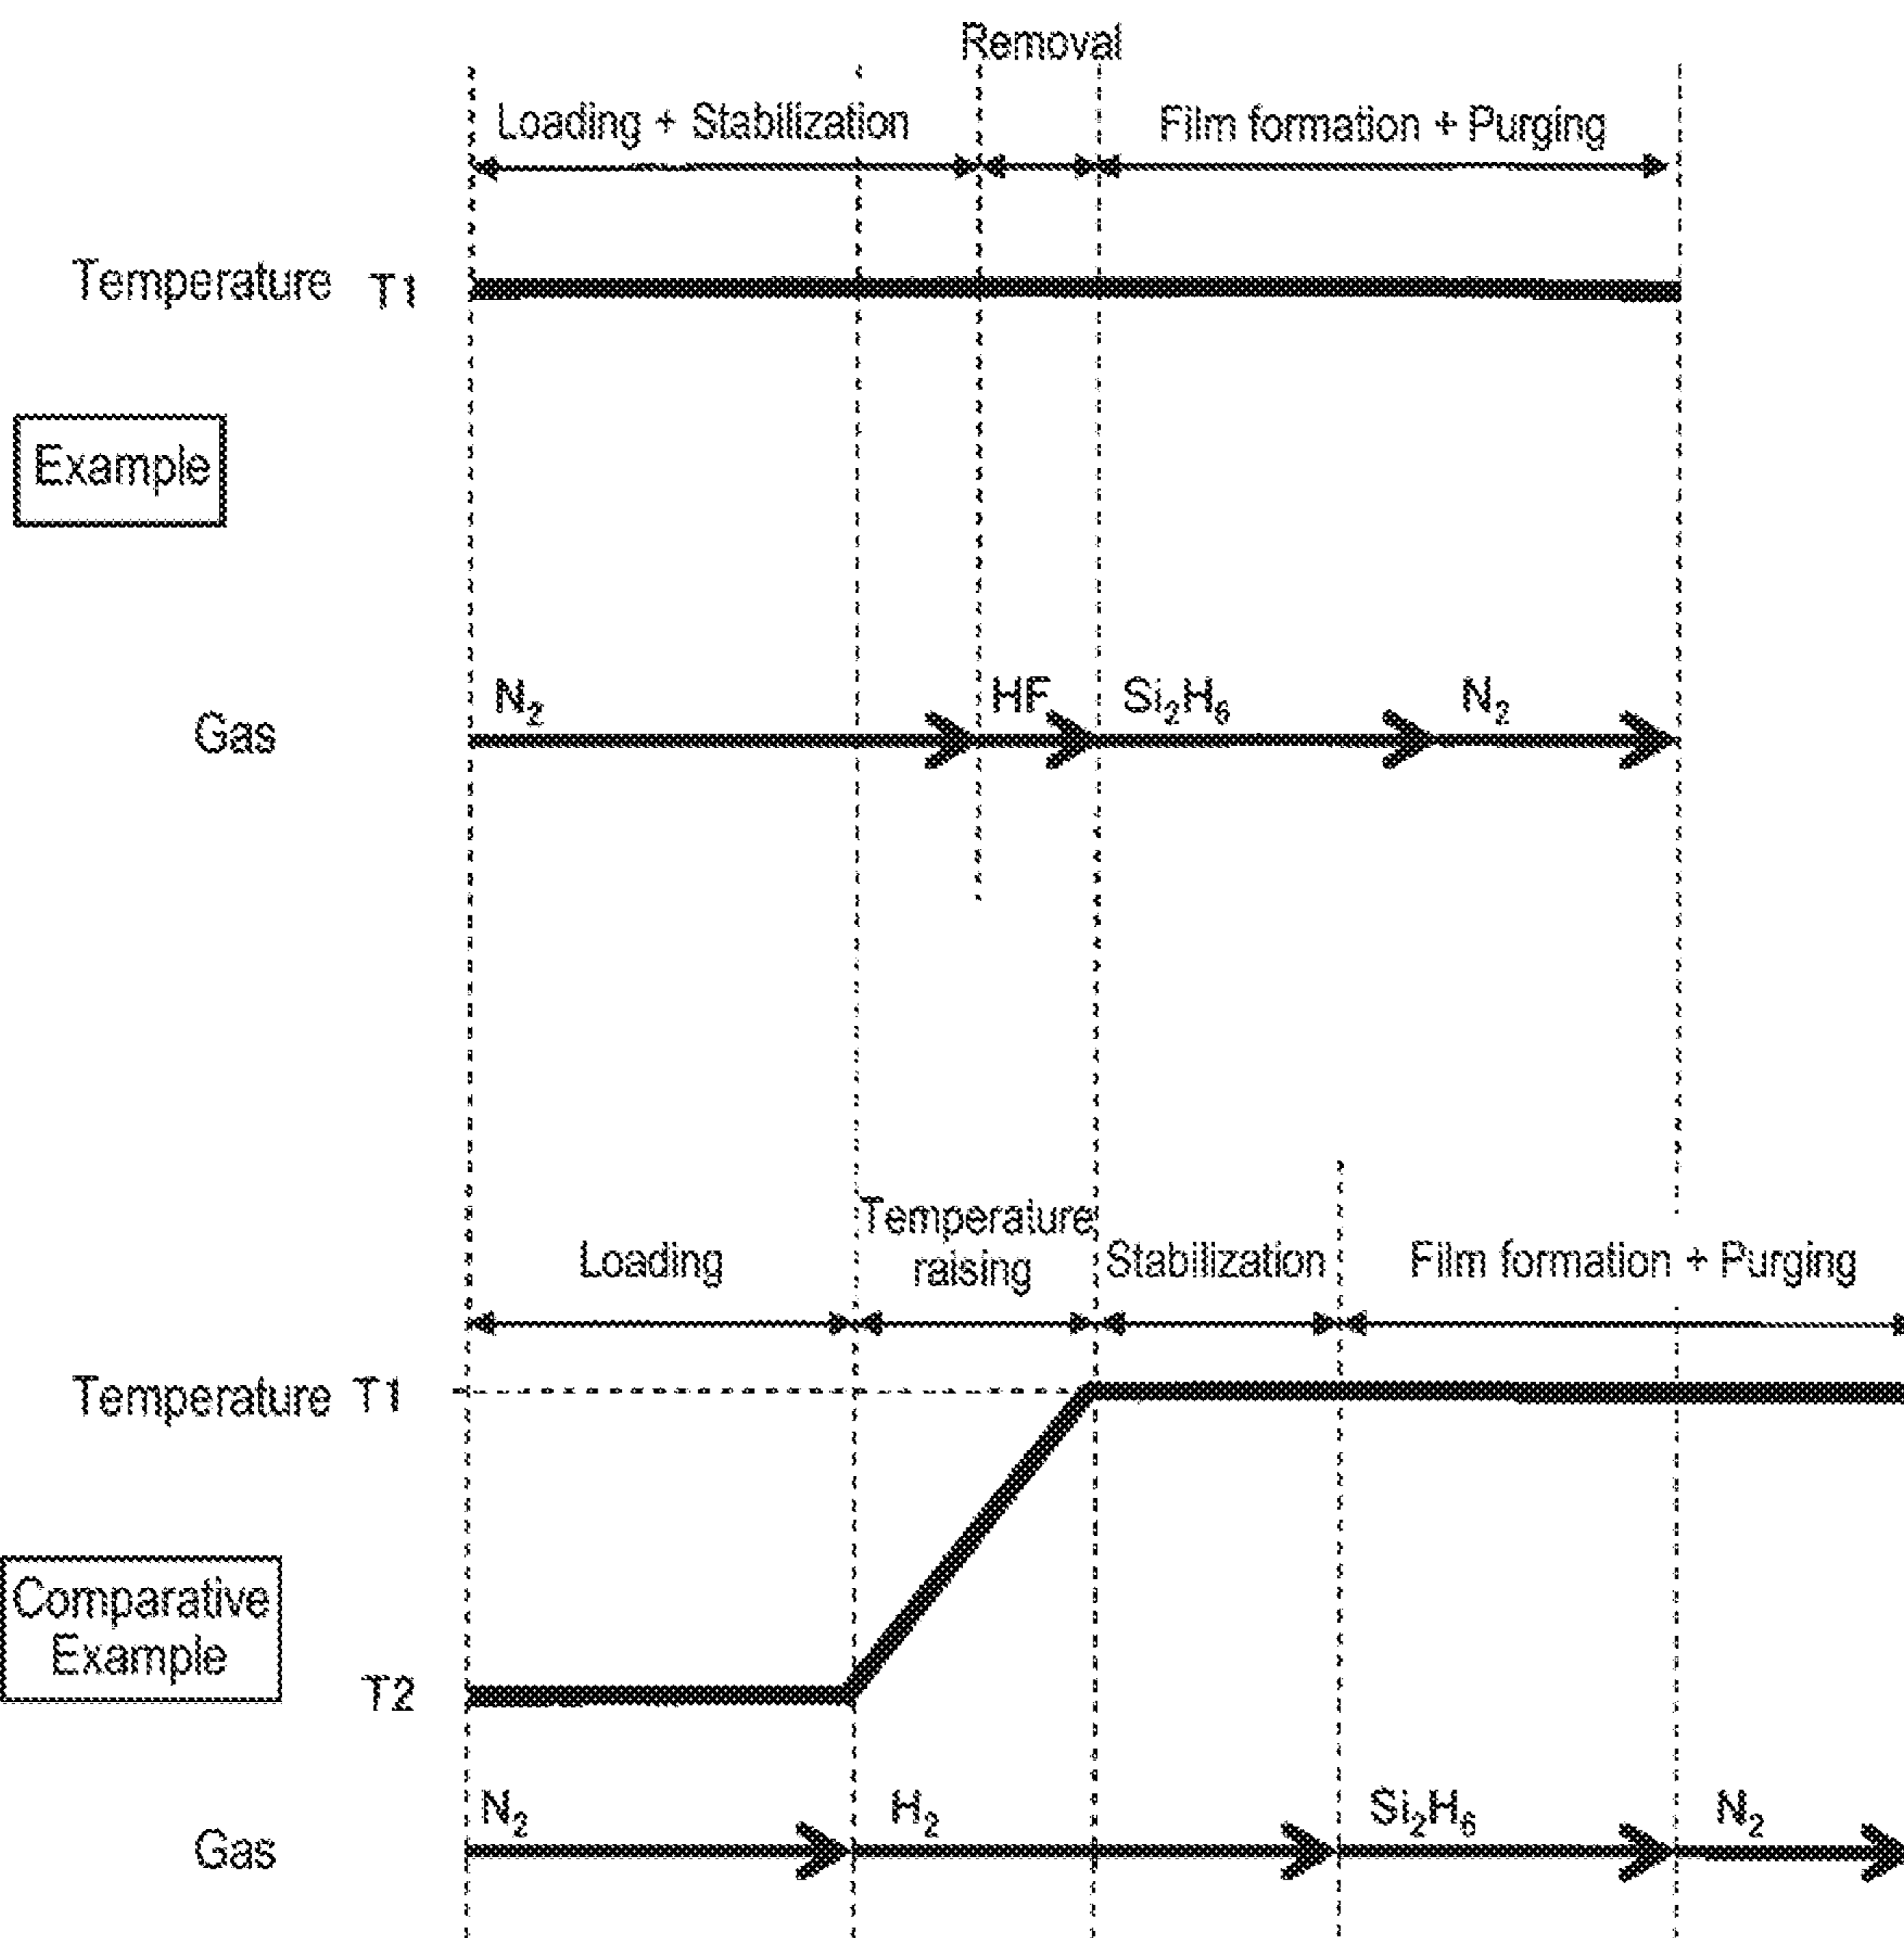 Removal
Loading + Stabilization
Film formation + Purging
Temperature T1
Example
N₂
HF
Si₂H₆
N₂
Gas
Loading
Temperature
raising
Stabilization
Film formation + Purging
Temperature T1
Comparative
Example
T2
N₂
H₂
Si₂H₆
N₂
Gas